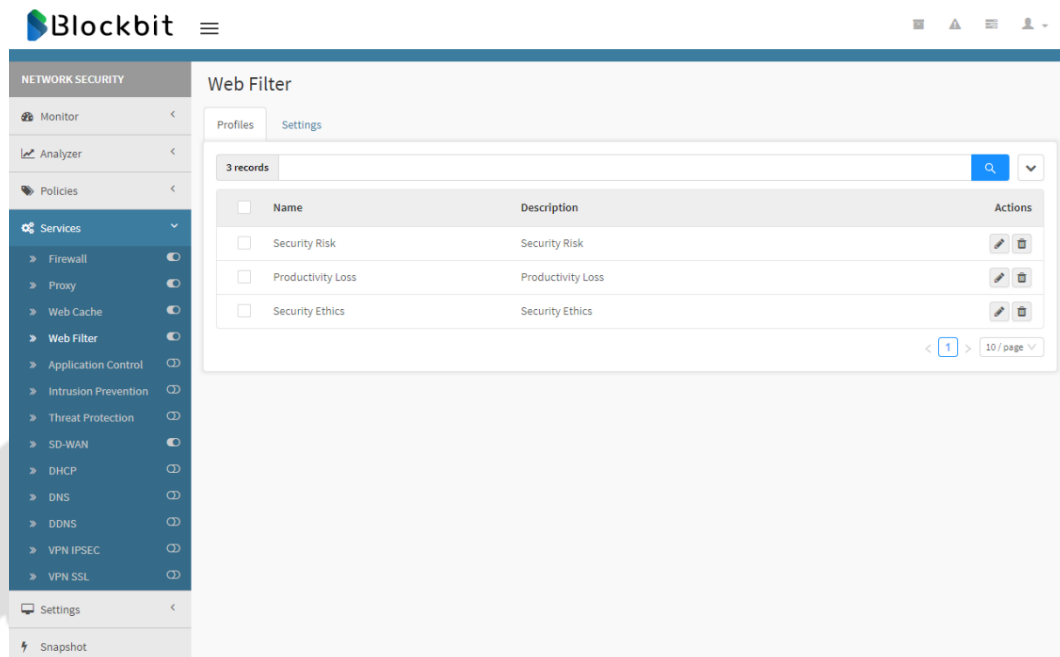 Blockbit
NETWORK SECURITY
Monitor
Analyzer
Policies
Services
Firewall
Proxy
Web Cache
Web Filter
Application Control
Intrusion Prevention
Threat Protection
SD-WAN
DHCP
DNS
DDNS
VPN IPSEC
VPN SSL
Settings
Snapshot
Web Filter
Profiles Settings
3 records
Name Description Actions
Security Risk Security Risk
Productivity Loss Productivity Loss
Security Ethics Security Ethics
< 1 > 10 / page